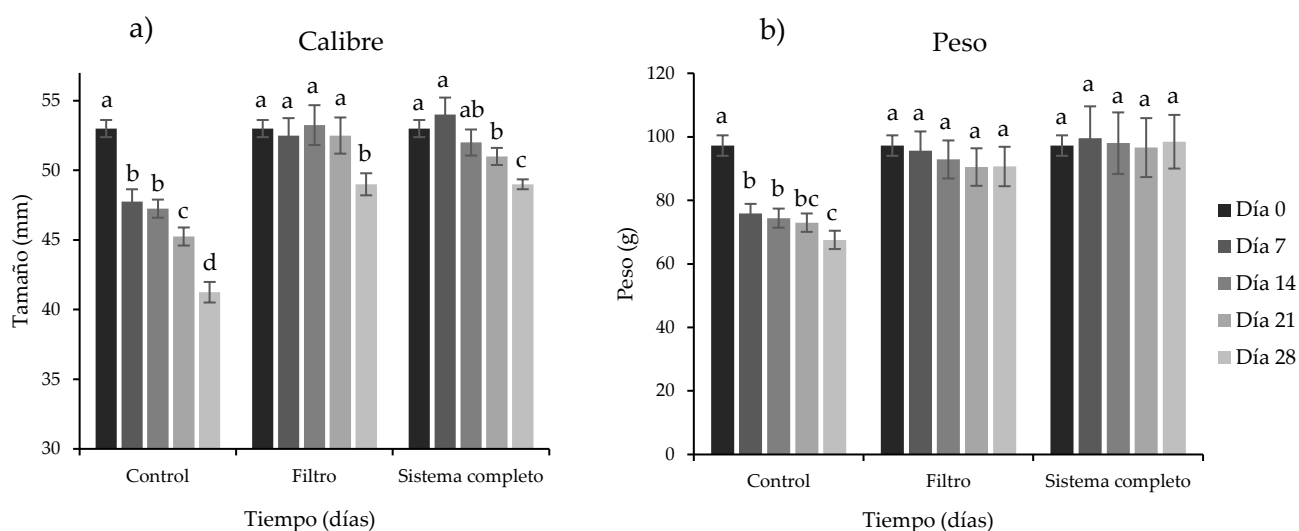 a)
Calibre
Tamaño (mm)
55
50
45
40
35
30
a b b c d
a a a a b
a a ab b c
Control Filtro Sistema completo
Tiempo (días)
b)
Peso
Peso (g)
120
100
80
60
40
20
0
a b b bc c
a a a a a
a a a a a
Control Filtro Sistema completo
Tiempo (días)
Día 0
Día 7
Día 14
Día 21
Día 28